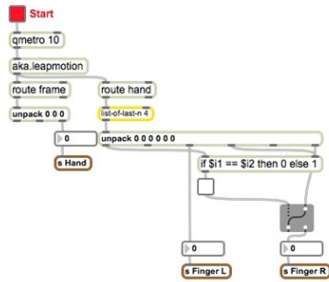 Start
qmetro 10
aka.leapmotion
route frame
route hand
unpack 0 0 0
list-of-last-n 4
0
unpack 0 0 0 0 0 0
s Hand
if $i1 == $i2 then 0 else 1
0
0
s Finger L
s Finger R